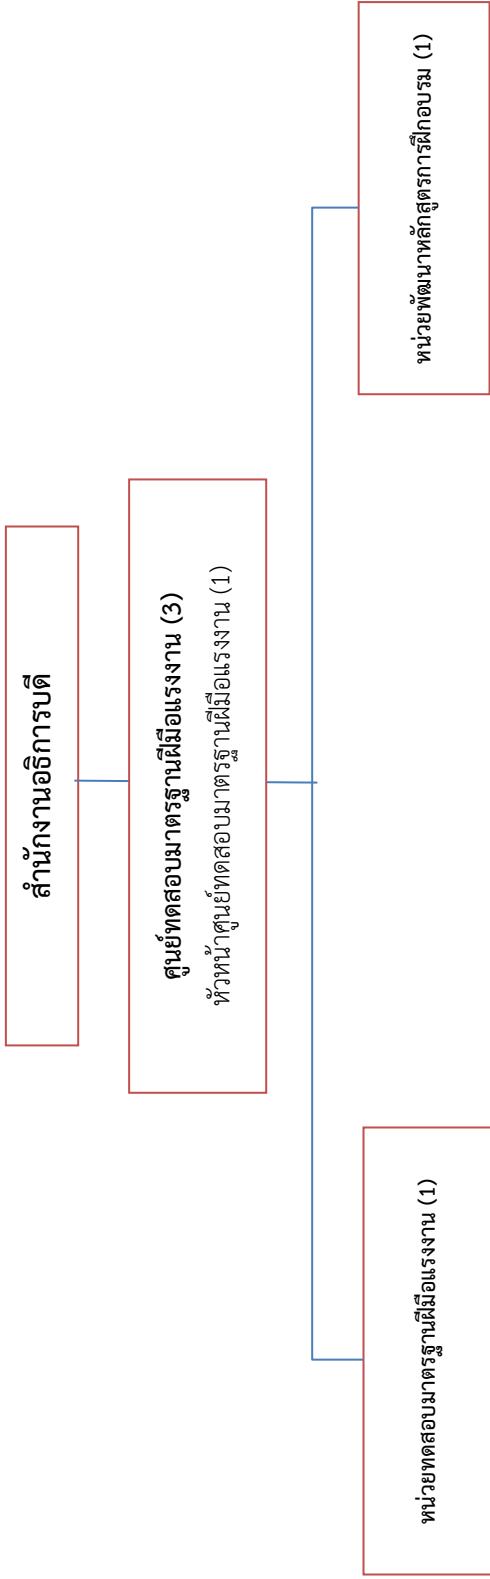 สำนักงานอธิการบดี
ศูนย์ทดสอบมาตรฐานฝีมือแรงงาน (3)
หัวหน้าศูนย์ทดสอบมาตรฐานฝีมือแรงงาน (1)
หน่วยทดสอบมาตรฐานฝีมือแรงงาน (1)
หน่วยพัฒนาหลักสูตรการฝึกอบรม (1)